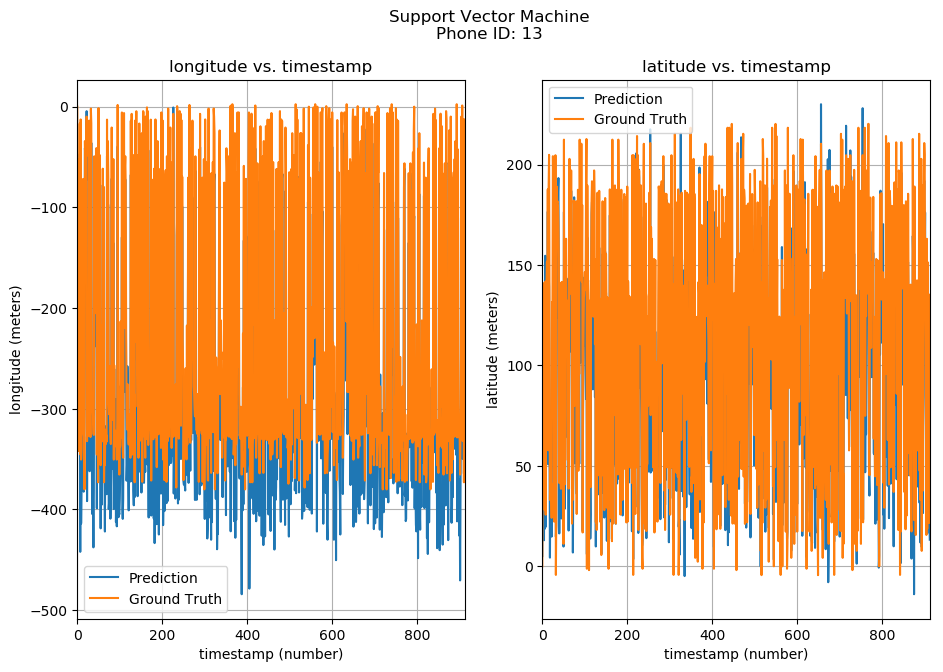 Support Vector Machine
Phone ID: 13
longitude vs. timestamp
longitude (meters)
0
−100
−200
−300
−400
−500
Prediction
Ground Truth
0
200
400
600
800
timestamp (number)
latitude vs. timestamp
latitude (meters)
Prediction
Ground Truth
200
150
100
50
0
0
200
400
600
800
timestamp (number)